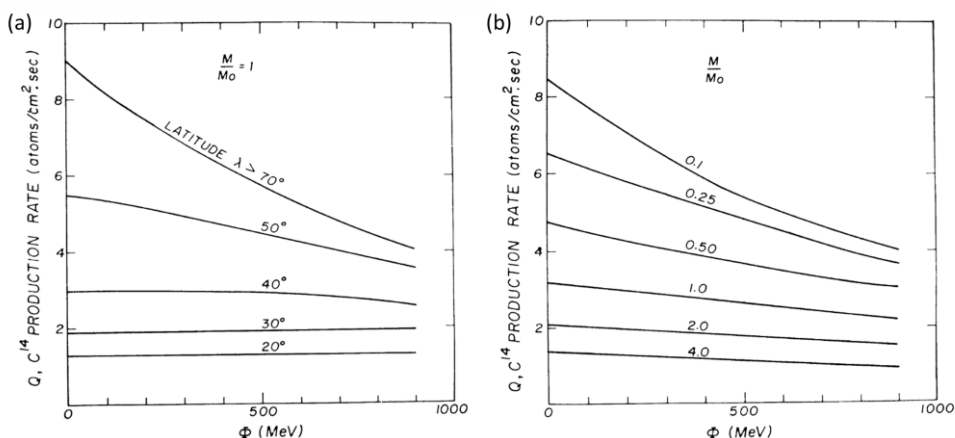 (a)
10
8
6
4
2
0
500
1000
Q, C¹⁴ PRODUCTION RATE (atoms/cm². sec)
Φ (MeV)
M/Mo = 1
LATITUDE λ > 70°
50°
40°
30°
20°
(b)
10
8
6
4
2
0
500
1000
Q, C¹⁴ PRODUCTION RATE (atoms/cm². sec)
Φ (MeV)
M/Mo
0.1
0.25
0.50
1.0
2.0
4.0